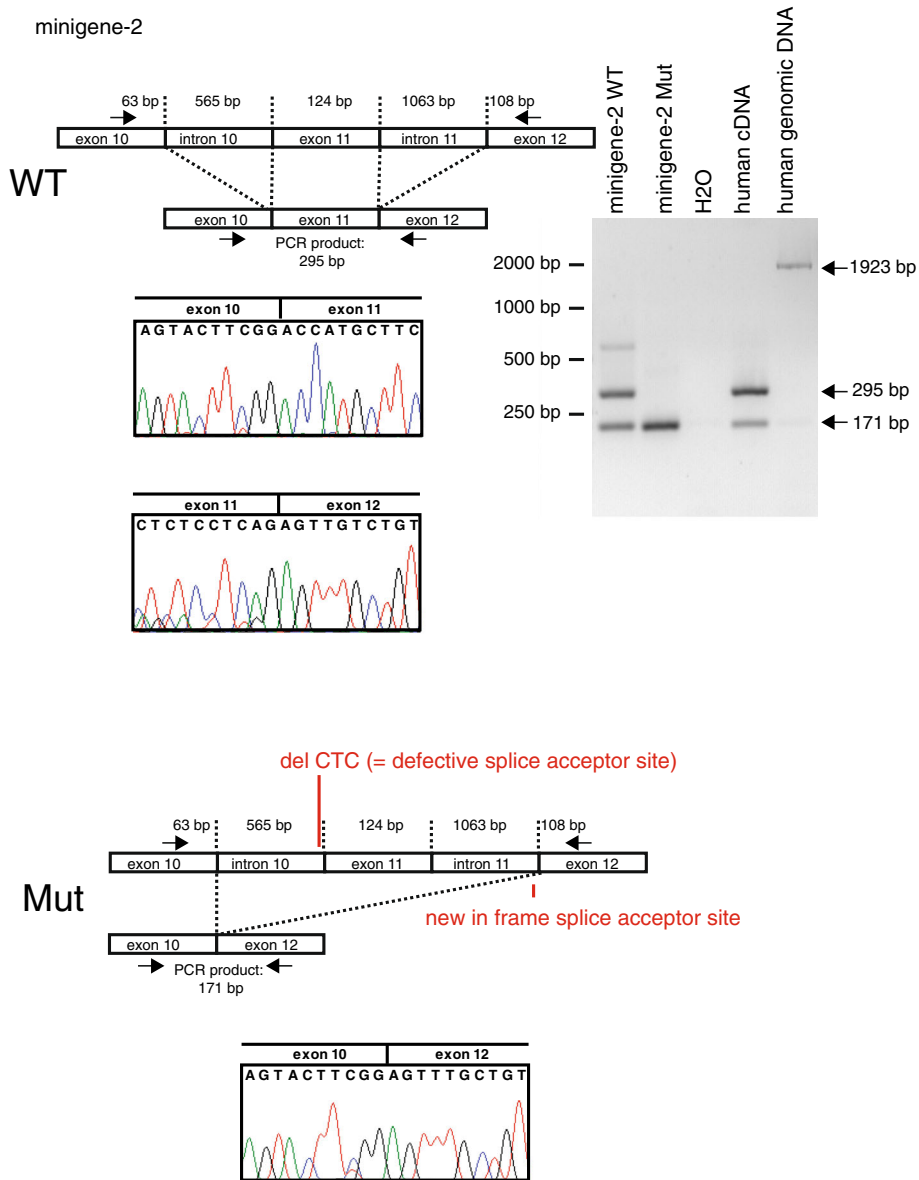 minigene-2
63 bp 565 bp 124 bp 1063 bp 108 bp
exon 10 intron 10 exon 11 intron 11 exon 12
WT
exon 10 exon 11 exon 12
PCR product:
295 bp
exon 10 exon 11
A G T A C T T C G G A C C A T G C T T C
exon 11 exon 12
C T C T C C T C A G A G T T G T C T G T
minigene-2 WT
minigene-2 Mut
H2O
human cDNA
human genomic DNA
2000 bp
1000 bp
500 bp
250 bp
1923 bp
295 bp
171 bp
del CTC (= defective splice acceptor site)
63 bp 565 bp 124 bp 1063 bp 108 bp
exon 10 intron 10 exon 11 intron 11 exon 12
Mut
new in frame splice acceptor site
exon 10 exon 12
PCR product:
171 bp
exon 10 exon 12
A G T A C T T C G G A G T T T G C T G T